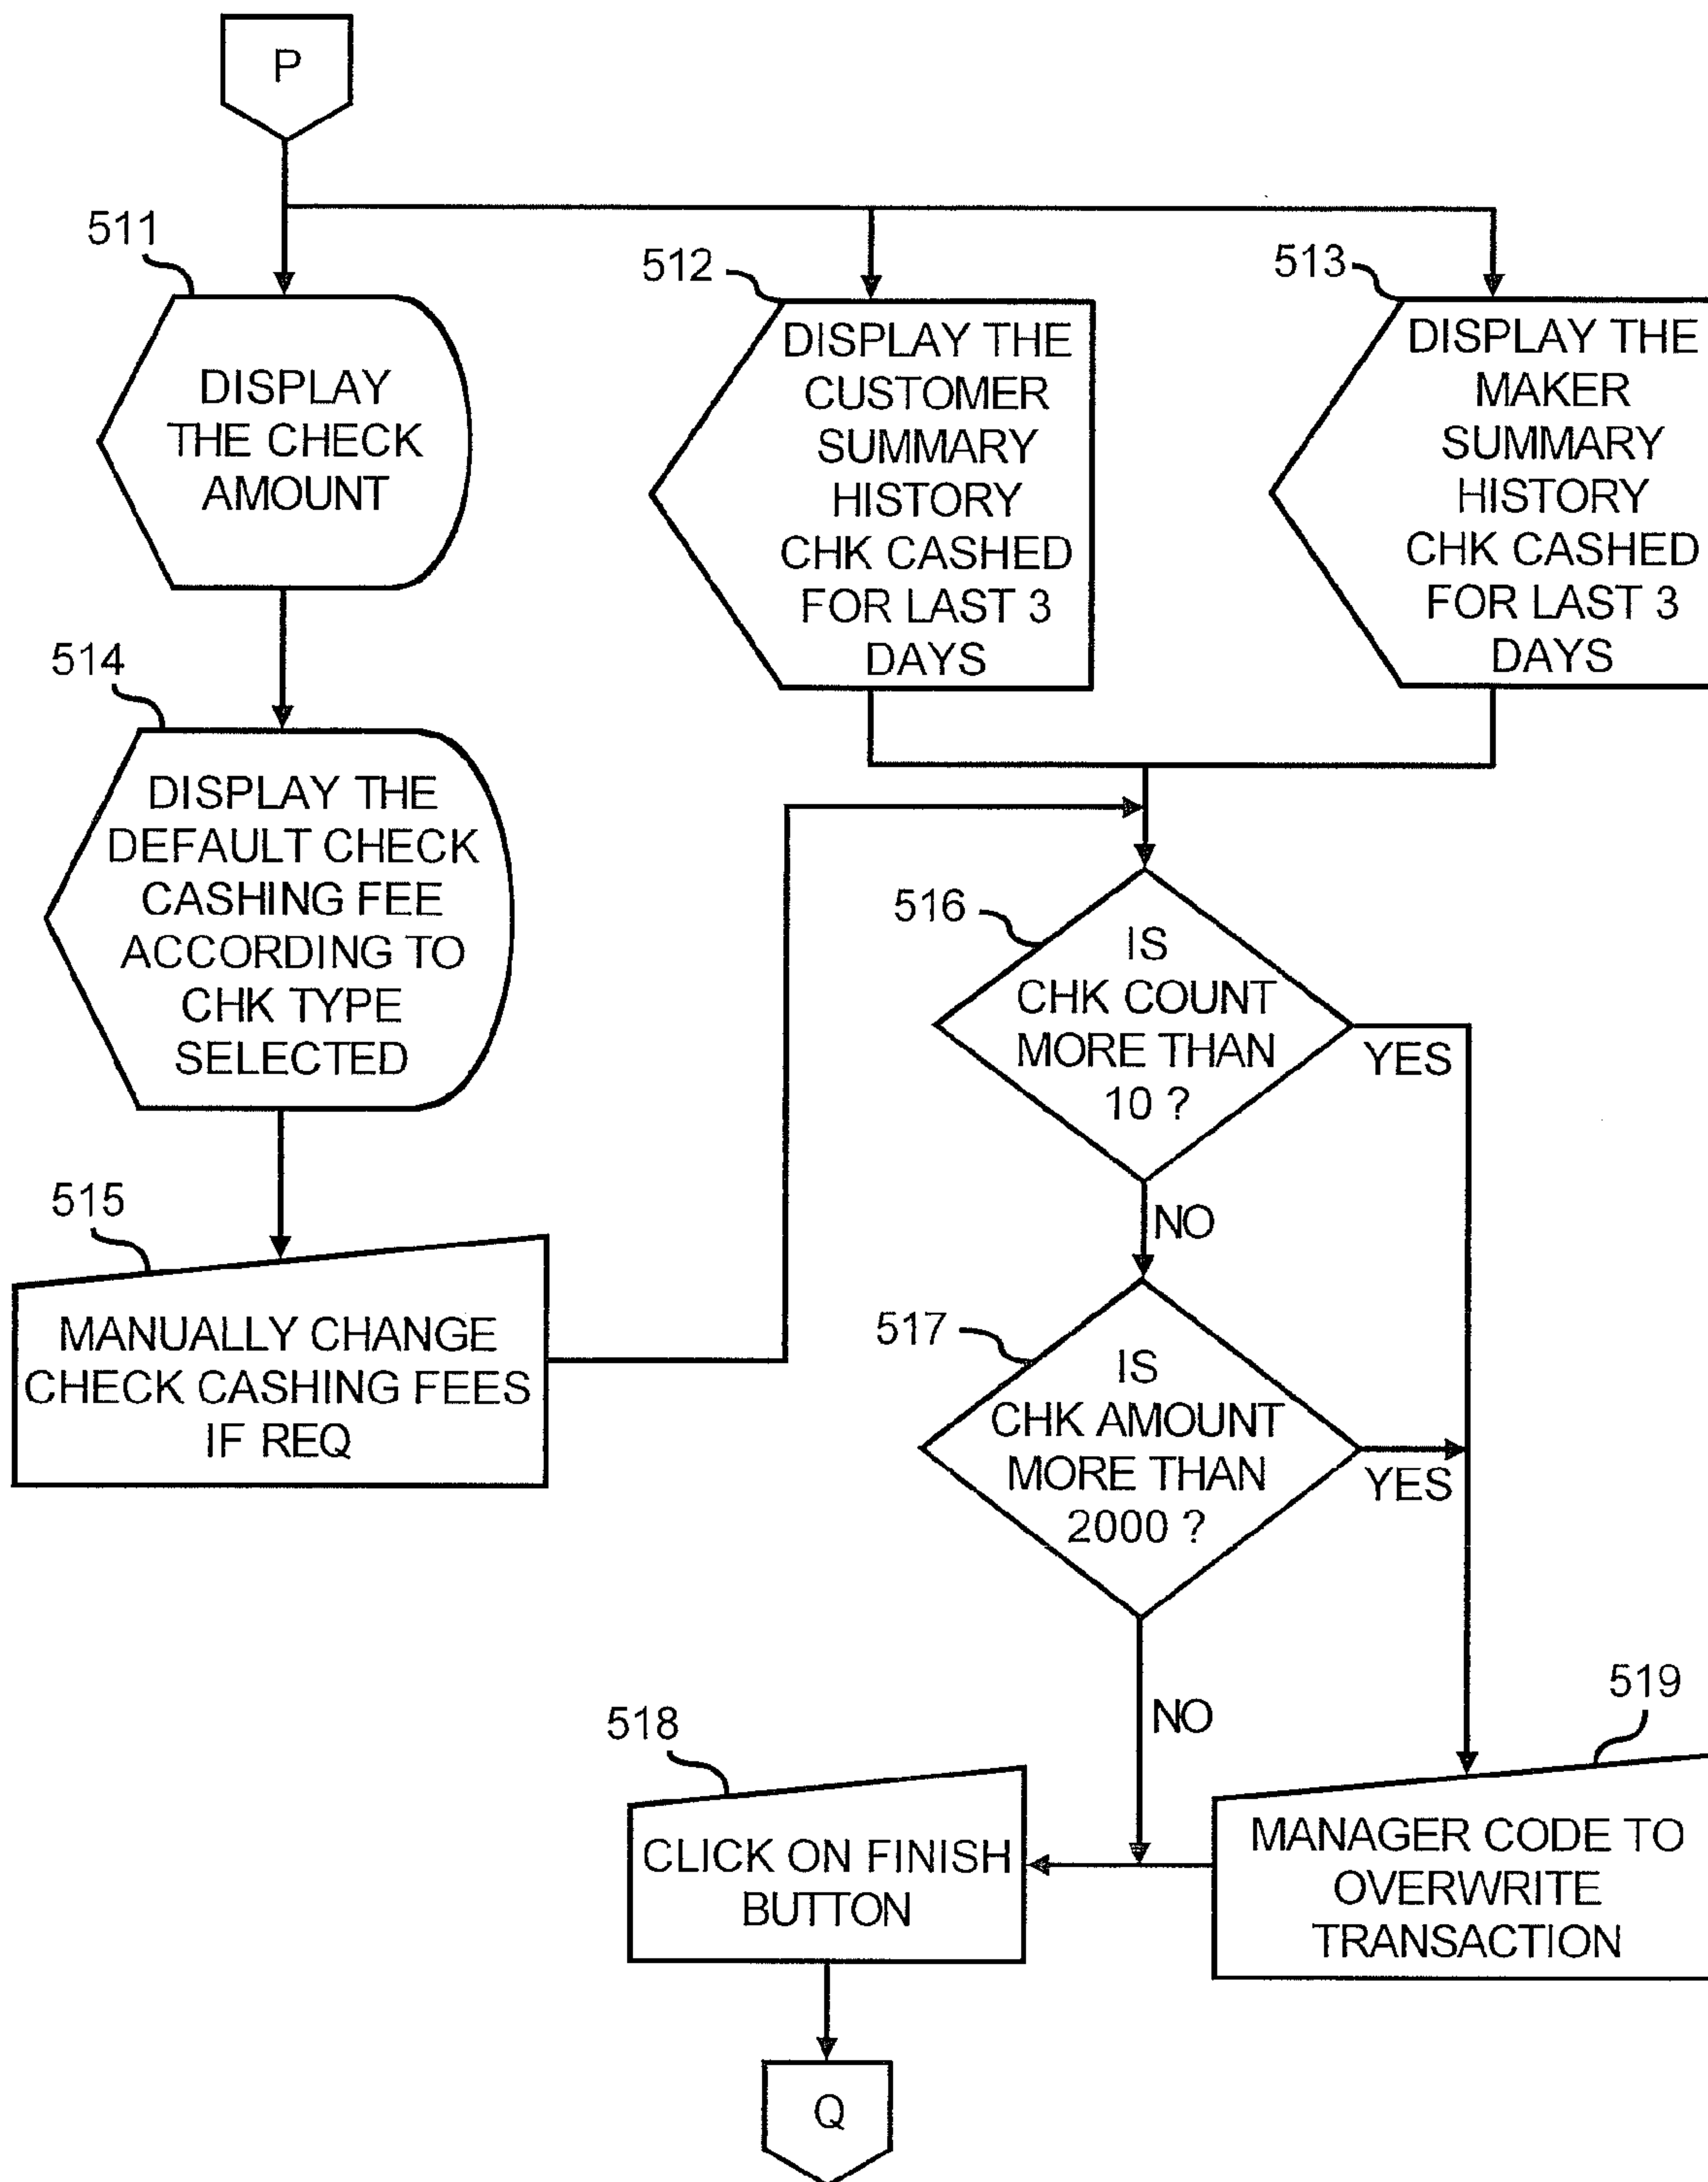 P
511
DISPLAY
THE CHECK
AMOUNT
512
DISPLAY THE
CUSTOMER
SUMMARY
HISTORY
CHK CASHED
FOR LAST 3
DAYS
513
DISPLAY THE
MAKER
SUMMARY
HISTORY
CHK CASHED
FOR LAST 3
DAYS
514
DISPLAY THE
DEFAULT CHECK
CASHING FEE
ACCORDING TO
CHK TYPE
SELECTED
515
MANUALLY CHANGE
CHECK CASHING FEES
IF REQ
516
IS
CHK COUNT
MORE THAN
10 ?
YES
NO
517
IS
CHK AMOUNT
MORE THAN
2000 ?
YES
NO
518
CLICK ON FINISH
BUTTON
519
MANAGER CODE TO
OVERWRITE
TRANSACTION
Q